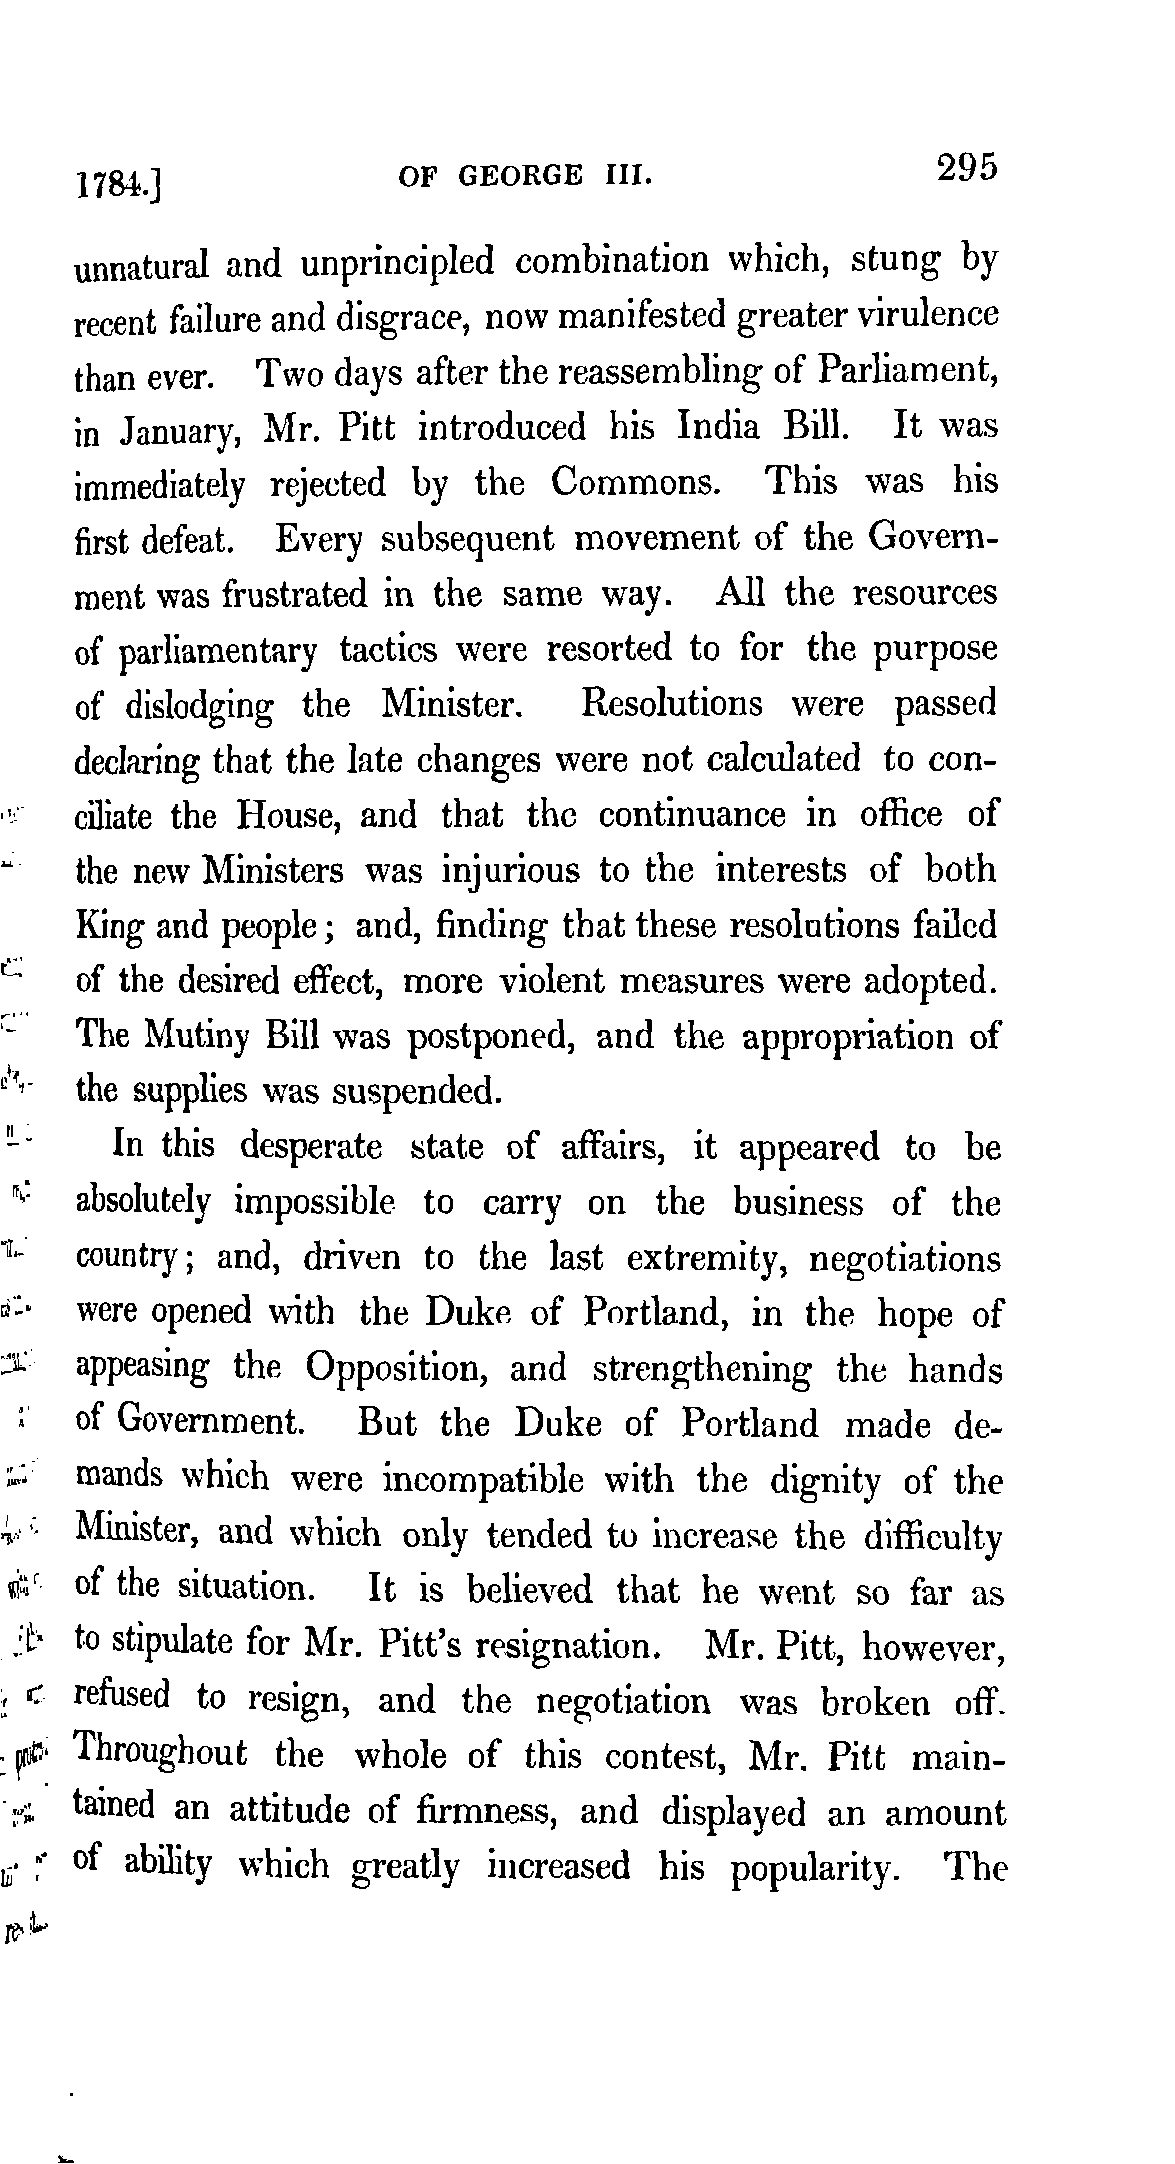 1784.] OF GEORGE III. 295
unnatural and unprincipled combination which, stung by
recent failure and disgrace, now manifested greater virulence
than ever. Two days after the reassembling of Parliament,
in January, Mr. Pitt introduced his India Bill. It was
immediately rejected by the Commons. This was his
first defeat. Every subsequent movement of the Govern-
ment was frustrated in the same way. All the resources
of parliamentary tactics were resorted to for the purpose
of dislodging the Minister. Resolutions were passed
declaring that the late changes were not calculated to con-
ciliate the House, and that the continuance in office of
the new Ministers was injurious to the interests of both
King and people; and, finding that these resolutions failed
of the desired effect, more violent measures were adopted.
The Mutiny Bill was postponed, and the appropriation of
the supplies was suspended.
In this desperate state of affairs, it appeared to be
absolutely impossible to carry on the business of the
country; and, driven to the last extremity, negotiations
were opened with the Duke of Portland, in the hope of
appeasing the Opposition, and strengthening the hands
of Government. But the Duke of Portland made de-
mands which were incompatible with the dignity of the
Minister, and which only tended to increase the difficulty
of the situation. It is believed that he went so far as
to stipulate for Mr. Pitt's resignation. Mr. Pitt, however,
refused to resign, and the negotiation was broken off.
Throughout the whole of this contest, Mr. Pitt main-
tained an attitude of firmness, and displayed an amount
of ability which greatly increased his popularity. The